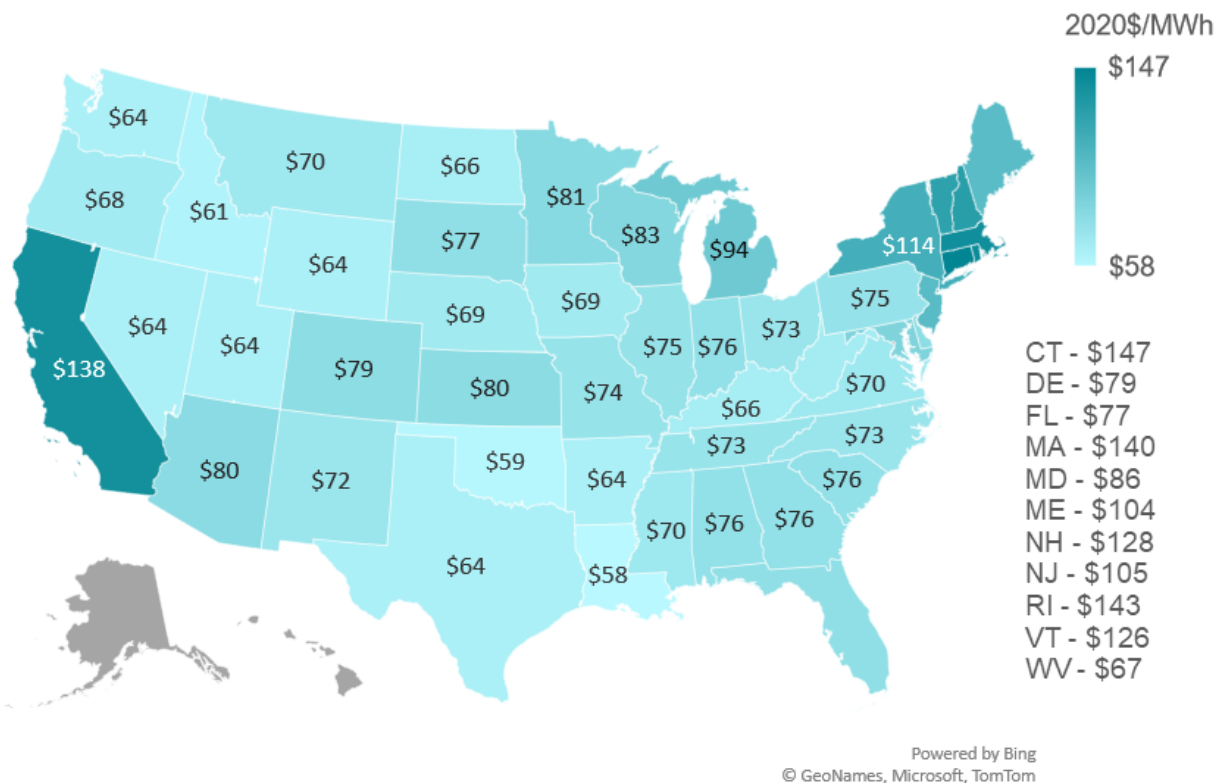 2020$/MWh
$147
$58
$64
$70
$66
$81
$68
$61
$77
$83
$94
$114
$64
$69
$69
$75
$64
$64
$75
$76
$73
$138
$79
$80
$74
$66
$70
$80
$72
$59
$64
$73
$73
$76
$70
$76
$76
$64
$58
CT - $147
DE - $79
FL - $77
MA - $140
MD - $86
ME - $104
NH - $128
NJ - $105
RI - $143
VT - $126
WV - $67
Powered by Bing
© GeoNames, Microsoft, TomTom